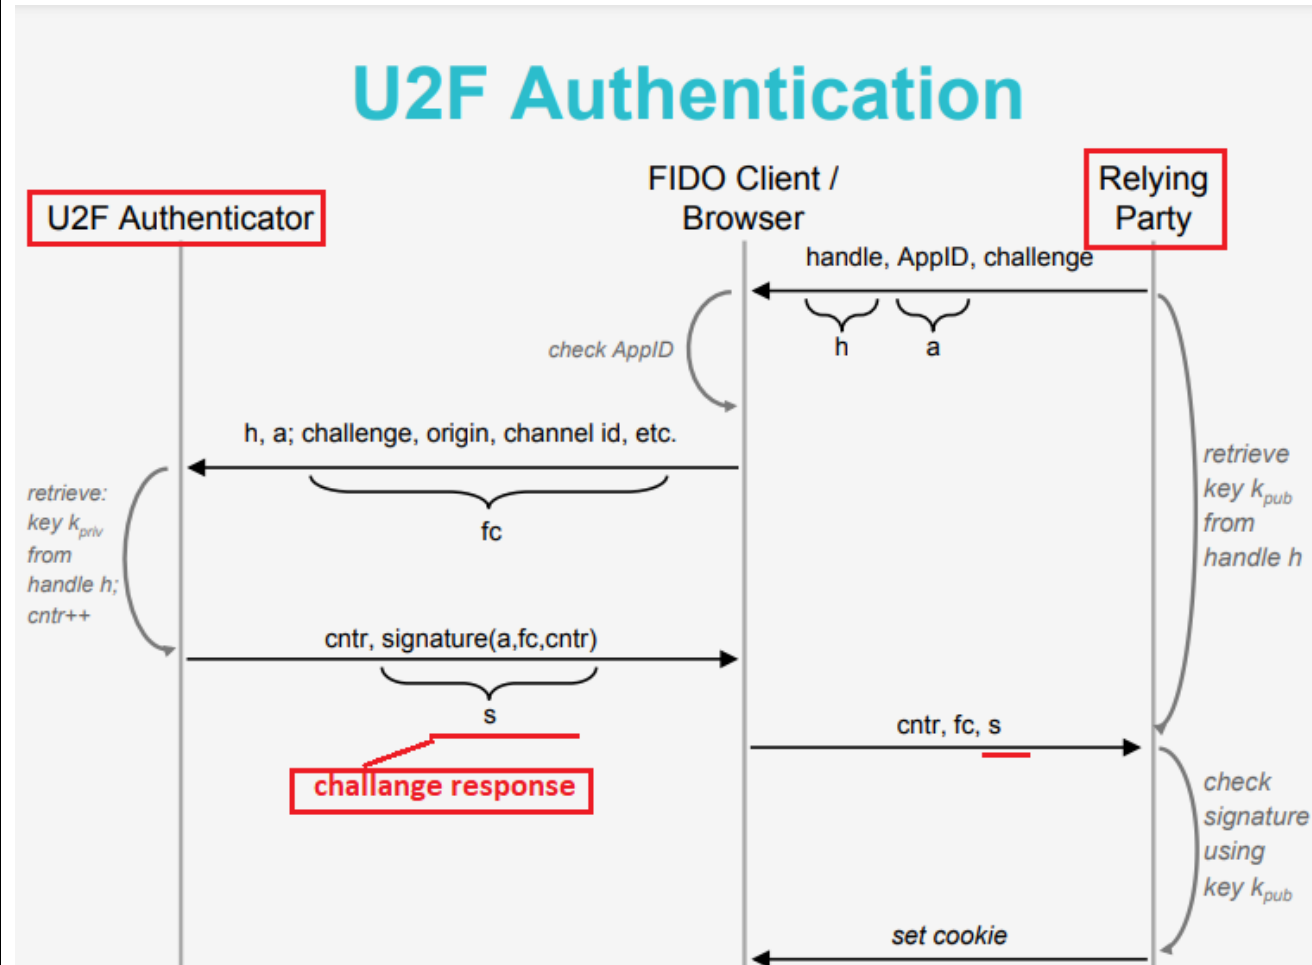 U2F Authentication
U2F Authenticator
FIDO Client /
Browser
Relying
Party
handle, AppID, challenge
h
a
check AppID
h, a; challenge, origin, channel id, etc.
fc
retrieve:
key kpriv
from
handle h;
cntr++
retrieve
key kpub
from
handle h
cntr, signature(a,fc,cntr)
s
challange response
cntr, fc, s
check
signature
using
key kpub
set cookie